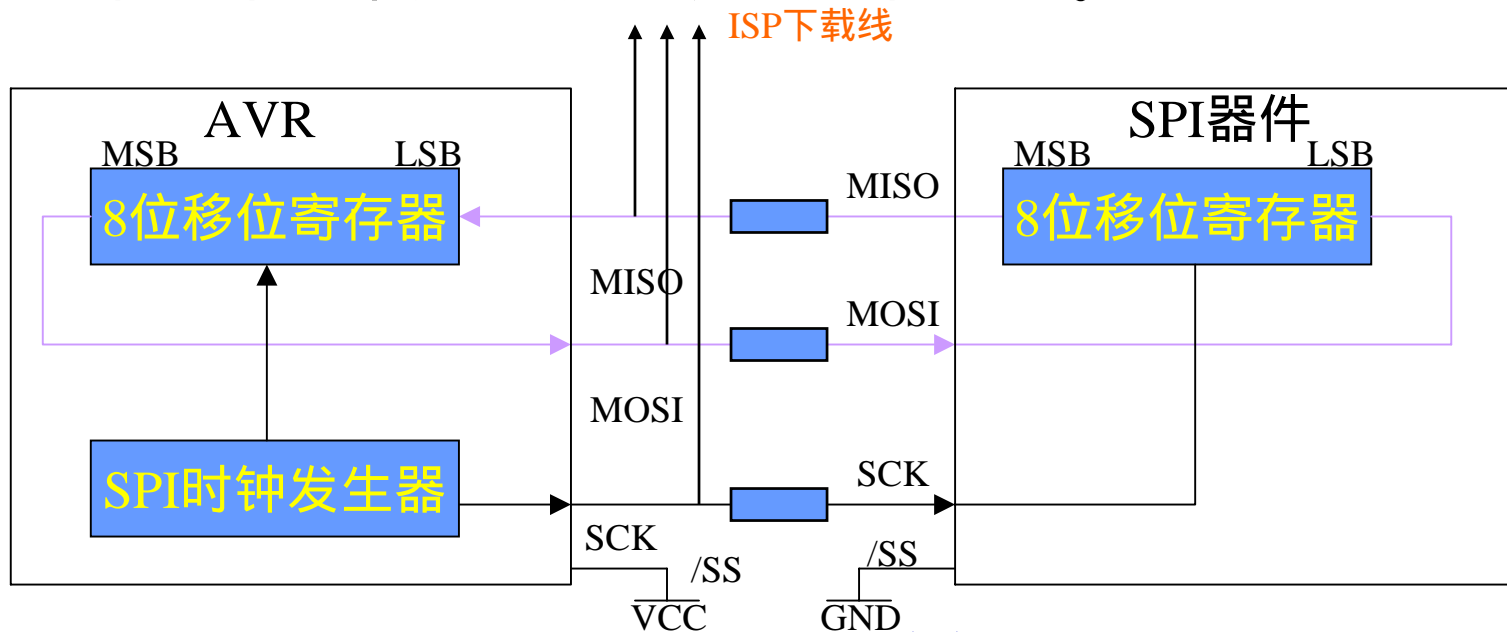 ISP下载线
AVR
SPI器件
MSB
LSB
MSB
LSB
8位移位寄存器
MISO
8位移位寄存器
MISO
MOSI
MOSI
SPI时钟发生器
SCK
SCK
/SS
/SS
VCC
GND